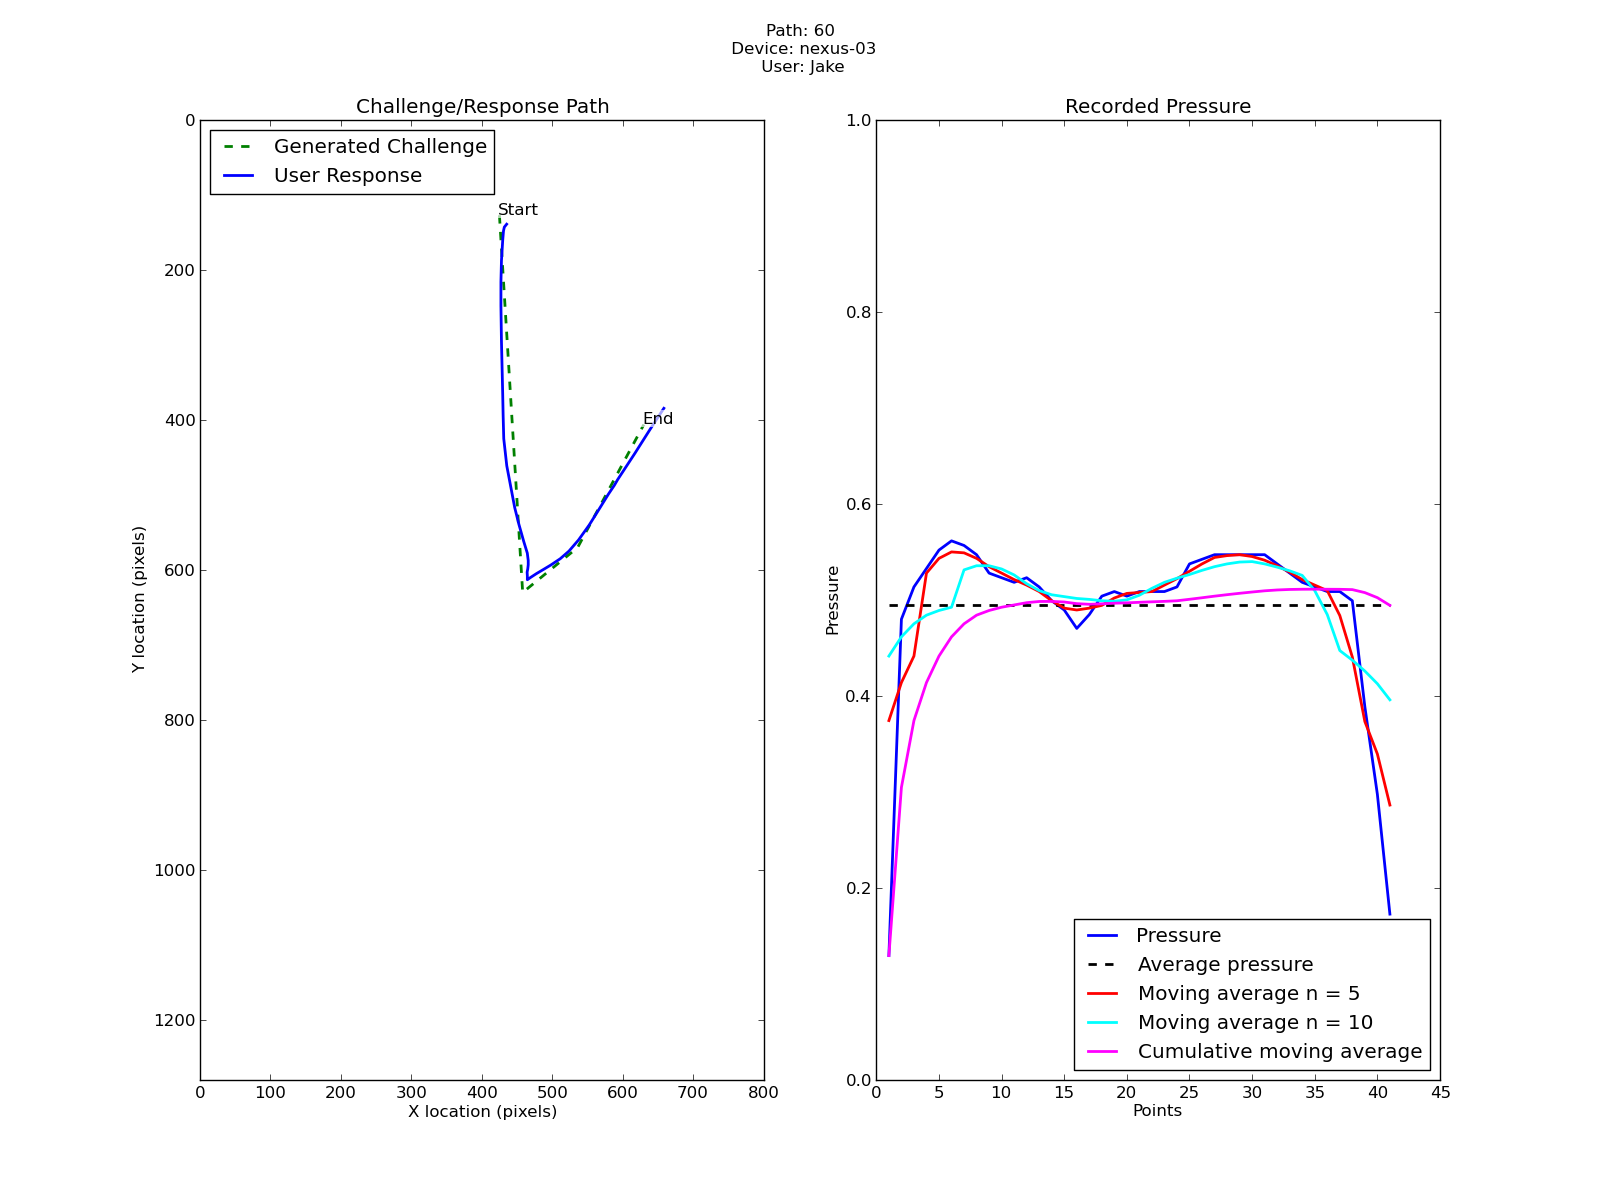 Path: 60
Device: nexus-03
User: Jake
Challenge/Response Path
Generated Challenge
User Response
Start
End
0
200
400
600
800
1000
1200
Y location (pixels)
0 100 200 300 400 500 600 700 800
X location (pixels)
Recorded Pressure
1.0
0.8
0.6
0.4
0.2
0.0
Pressure
Pressure
Average pressure
Moving average n = 5
Moving average n = 10
Cumulative moving average
0 5 10 15 20 25 30 35 40 45
Points